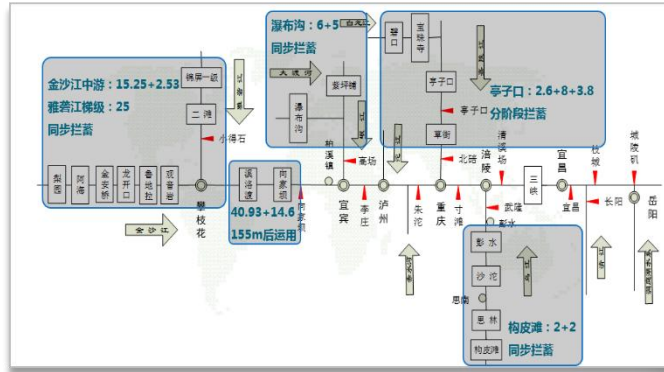 金沙江中游：15.25+2.53
雅砻江梯级：25
同步拦蓄
锦屏一级
二滩
小得石
梨园
阿海
金安桥
龙开口
鲁地拉
观音岩
攀枝花
金沙江
瀑布沟：6+5
同步拦蓄
大渡河
紫坪铺
瀑布沟
高场
溪洛渡
向家坝
40.93+14.6
155m后运用
向家坝
柏溪镇
宜宾
李庄
泸州
朱沱
碧口
宝珠寺
亭子口
亭子口
草街
北碚
亭子口：2.6+8+3.8
分阶段拦蓄
重庆
寸滩
涪陵
清溪场
武隆
彭水
三峡
宜昌
宜昌
枝城
长阳
城陵矶
岳阳
彭水
沙沱
思南
思林
构皮滩
构皮滩：2+2
同步拦蓄